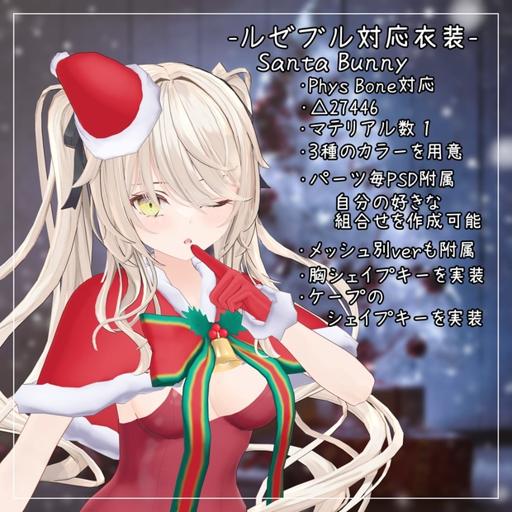 -ルゼブル対応衣装-
Santa Bunny
・Phys Bone対応
・△27446
・マテリアル数 1
・3種のカラーを用意
・パーツ毎PSD附属
自分の好きな
組合せを作成可能
・メッシュ別verも附属
・胸シェイプキーを実装
・ケープの
シェイプキーを実装